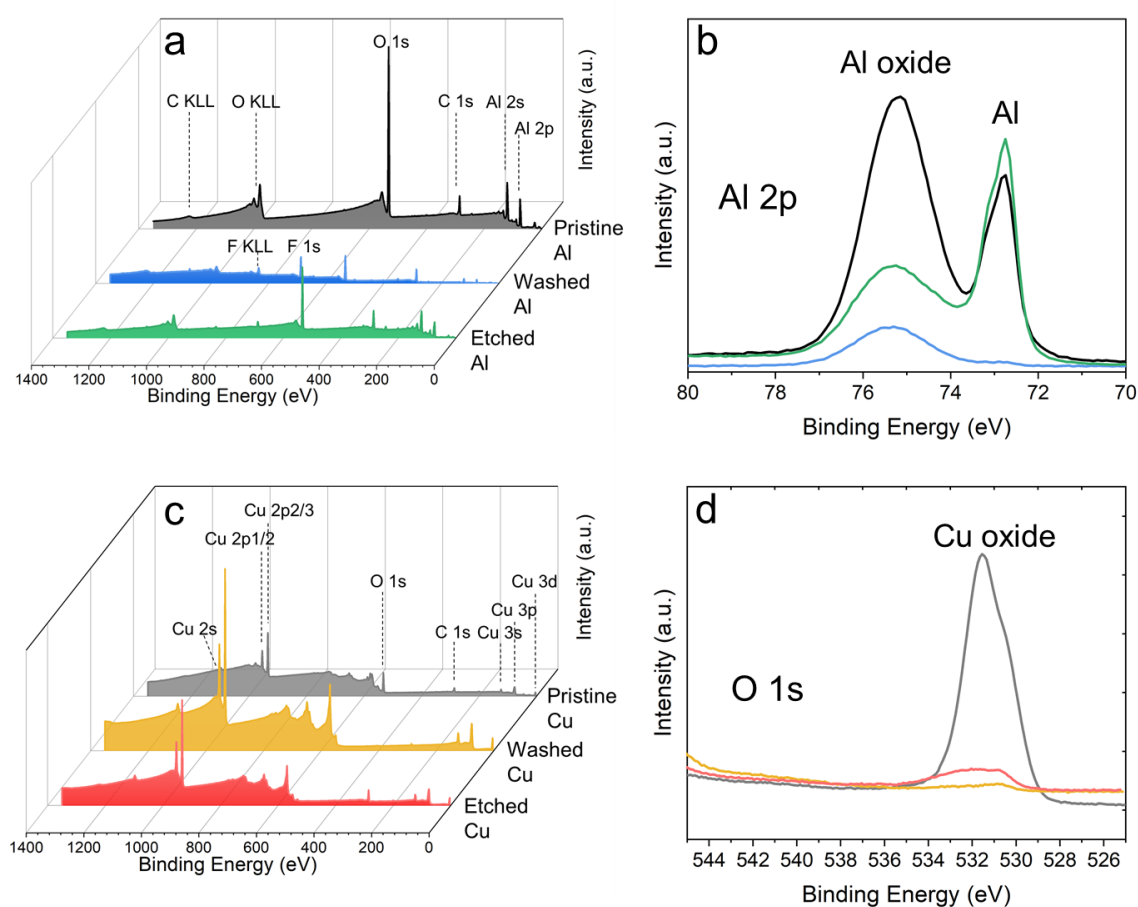 a
O 1s
C KLL
O KLL
C 1s
Al 2s
Al 2p
Intensity (a.u.)
Pristine
Al
F KLL
F 1s
Washed
Al
Etched
Al
1400
1200
1000
800
600
400
200
0
Binding Energy (eV)
b
Al oxide
Al
Al 2p
Intensity (a.u.)
80
78
76
74
72
70
Binding Energy (eV)
c
Cu 2p2/3
Cu 2p1/2
Cu 2s
O 1s
C 1s
Cu 3s
Cu 3p
Cu 3d
Intensity (a.u.)
Pristine
Cu
Washed
Cu
Etched
Cu
1400
1200
1000
800
600
400
200
0
Binding Energy (eV)
d
Cu oxide
O 1s
Intensity (a.u.)
544
542
540
538
536
534
532
530
528
526
Binding Energy (eV)